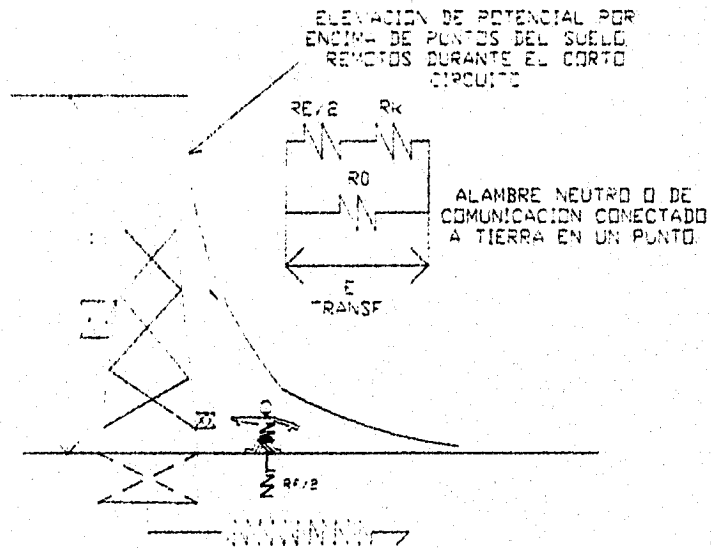 ELEVACION DE POTENCIAL POR
ENCIMA DE PUNTOS DEL SUELO
REMOTOS DURANTE EL CORTO
CIRCUITO
RE/2 RK
R0
ALAMBRE NEUTRO O DE
COMUNICACION CONECTADO
A TIERRA EN UN PUNTO.
E
TRANSF
RF/2